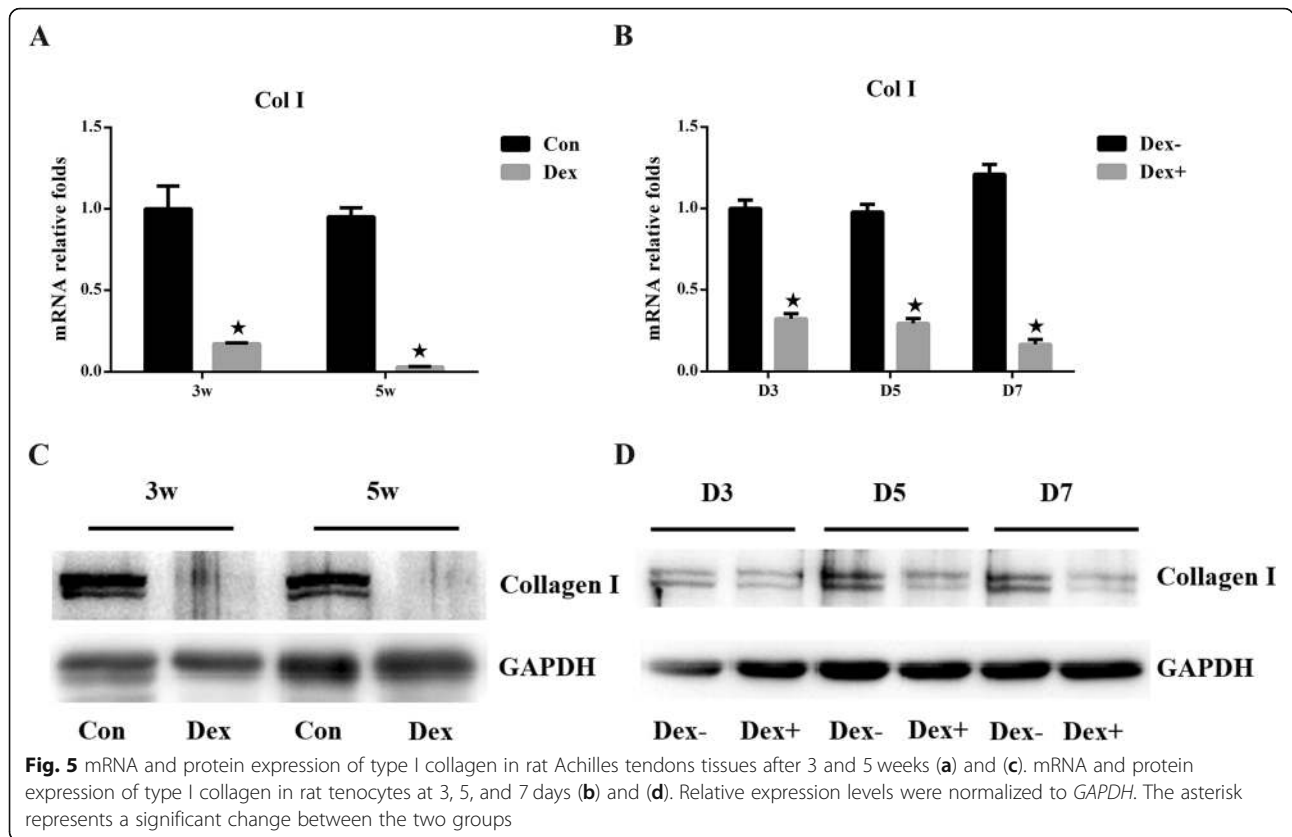 A
Col I
mRNA relative folds
1.5
1.0
0.5
0.0
3w
5w
Con
Dex
★
★
B
Col I
mRNA relative folds
1.5
1.0
0.5
0.0
D3
D5
D7
Dex-
Dex+
★
★
★
C
3w 5w
Collagen I
GAPDH
Con Dex Con Dex
D
D3 D5 D7
Collagen I
GAPDH
Dex- Dex+ Dex- Dex+ Dex- Dex+
Fig. 5 mRNA and protein expression of type I collagen in rat Achilles tendons tissues after 3 and 5 weeks (a) and (c). mRNA and protein
expression of type I collagen in rat tenocytes at 3, 5, and 7 days (b) and (d). Relative expression levels were normalized to GAPDH. The asterisk
represents a significant change between the two groups